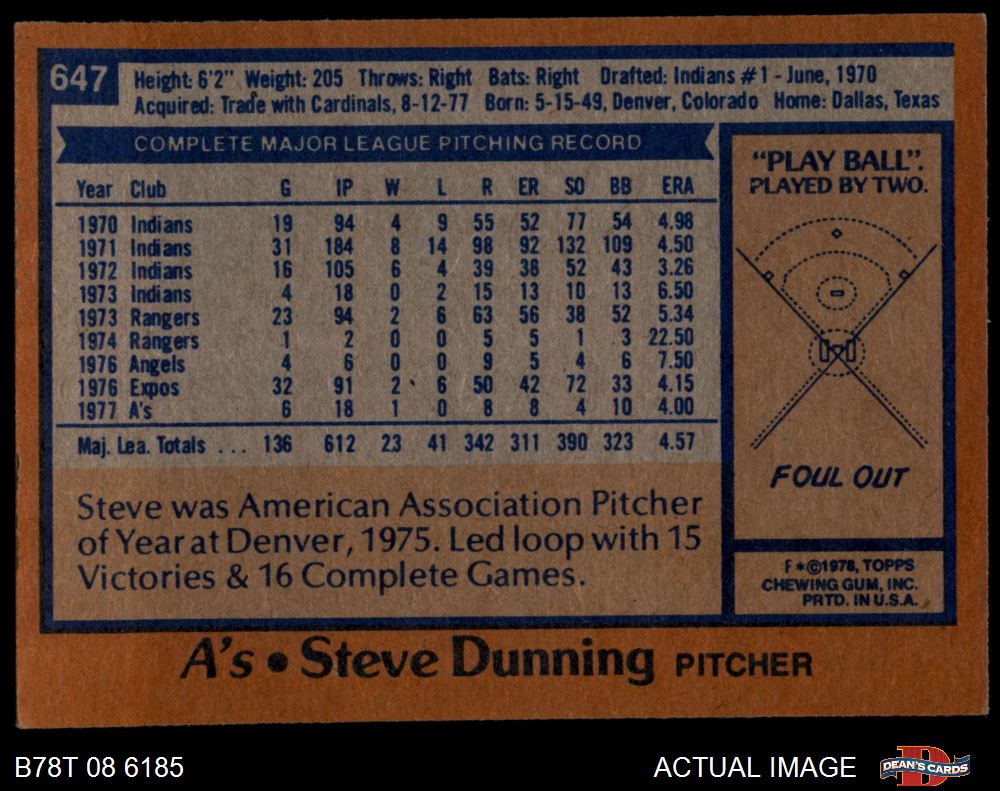 647
Height: 6'2" Weight: 205 Throws: Right Bats: Right Drafted: Indians #1 - June, 1970
Acquired: Trade with Cardinals, 8-12-77 Born: 5-15-49, Denver, Colorado Home: Dallas, Texas
COMPLETE MAJOR LEAGUE PITCHING RECORD
Year Club G IP W L R ER SO BB ERA
1970 Indians 19 94 4 9 55 52 77 54 4.98
1971 Indians 31 184 8 14 98 92 132 109 4.50
1972 Indians 16 105 6 4 39 38 52 43 3.26
1973 Indians 4 18 0 2 15 13 10 13 6.50
1973 Rangers 23 94 2 6 63 56 38 52 5.34
1974 Rangers 1 2 0 0 5 5 1 3 22.50
1976 Angels 4 6 0 0 9 5 4 6 7.50
1976 Expos 32 91 2 6 50 42 72 33 4.15
1977 A's 6 18 1 0 8 8 4 10 4.00
Maj. Lea. Totals ... 136 612 23 41 342 311 390 323 4.57
Steve was American Association Pitcher
of Year at Denver, 1975. Led loop with 15
Victories & 16 Complete Games.
"PLAY BALL".
PLAYED BY TWO.
FOUL OUT
F*©1978, TOPPS
CHEWING GUM, INC.
PRTD. IN U.S.A.
A's • Steve Dunning PITCHER
B78T 08 6185
ACTUAL IMAGE
D
DEAN'S CARDS